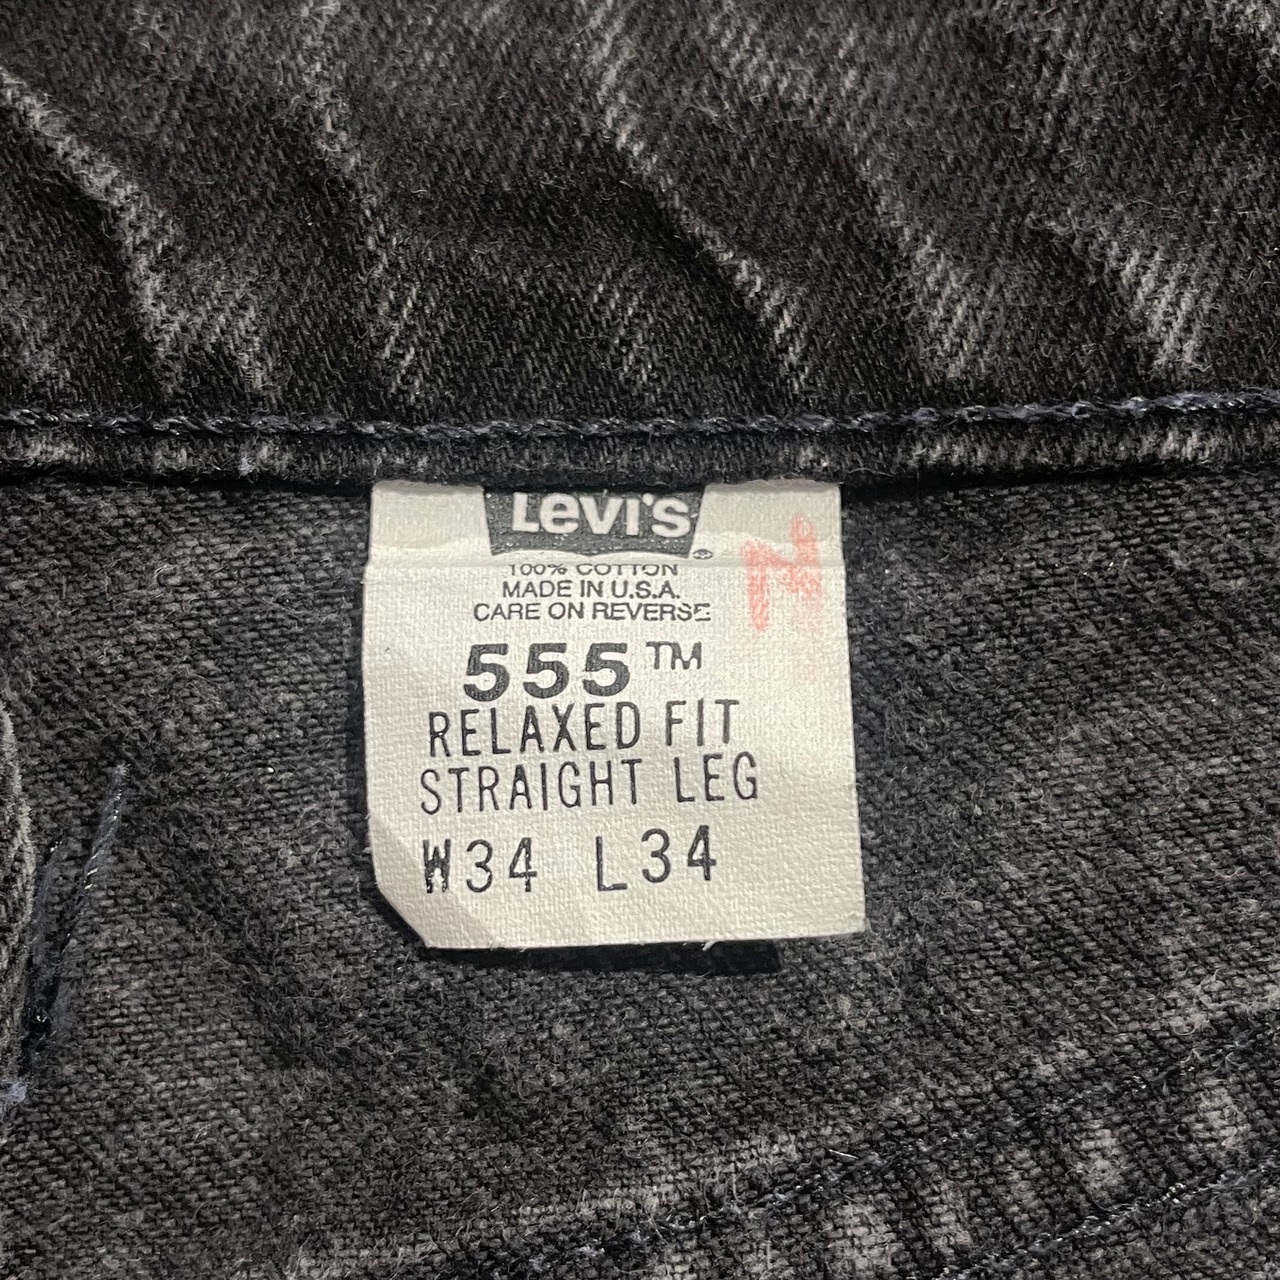 Levi's®
100% COTTON
MADE IN U.S.A.
CARE ON REVERSE
555™
RELAXED FIT
STRAIGHT LEG
W34 L34